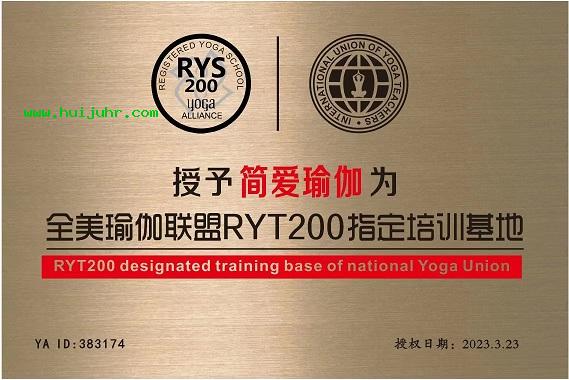 REGISTERED YOGA SCHOOL
RYS
200
yoga
ALLIANCE
INTERNATIONAL UNION OF YOGA TEACHERS
www.huijuhr.com
授予简爱瑜伽为
全美瑜伽联盟RYT200指定培训基地
RYT200 designated training base of national Yoga Union
YA ID:383174
授权日期：2023.3.23